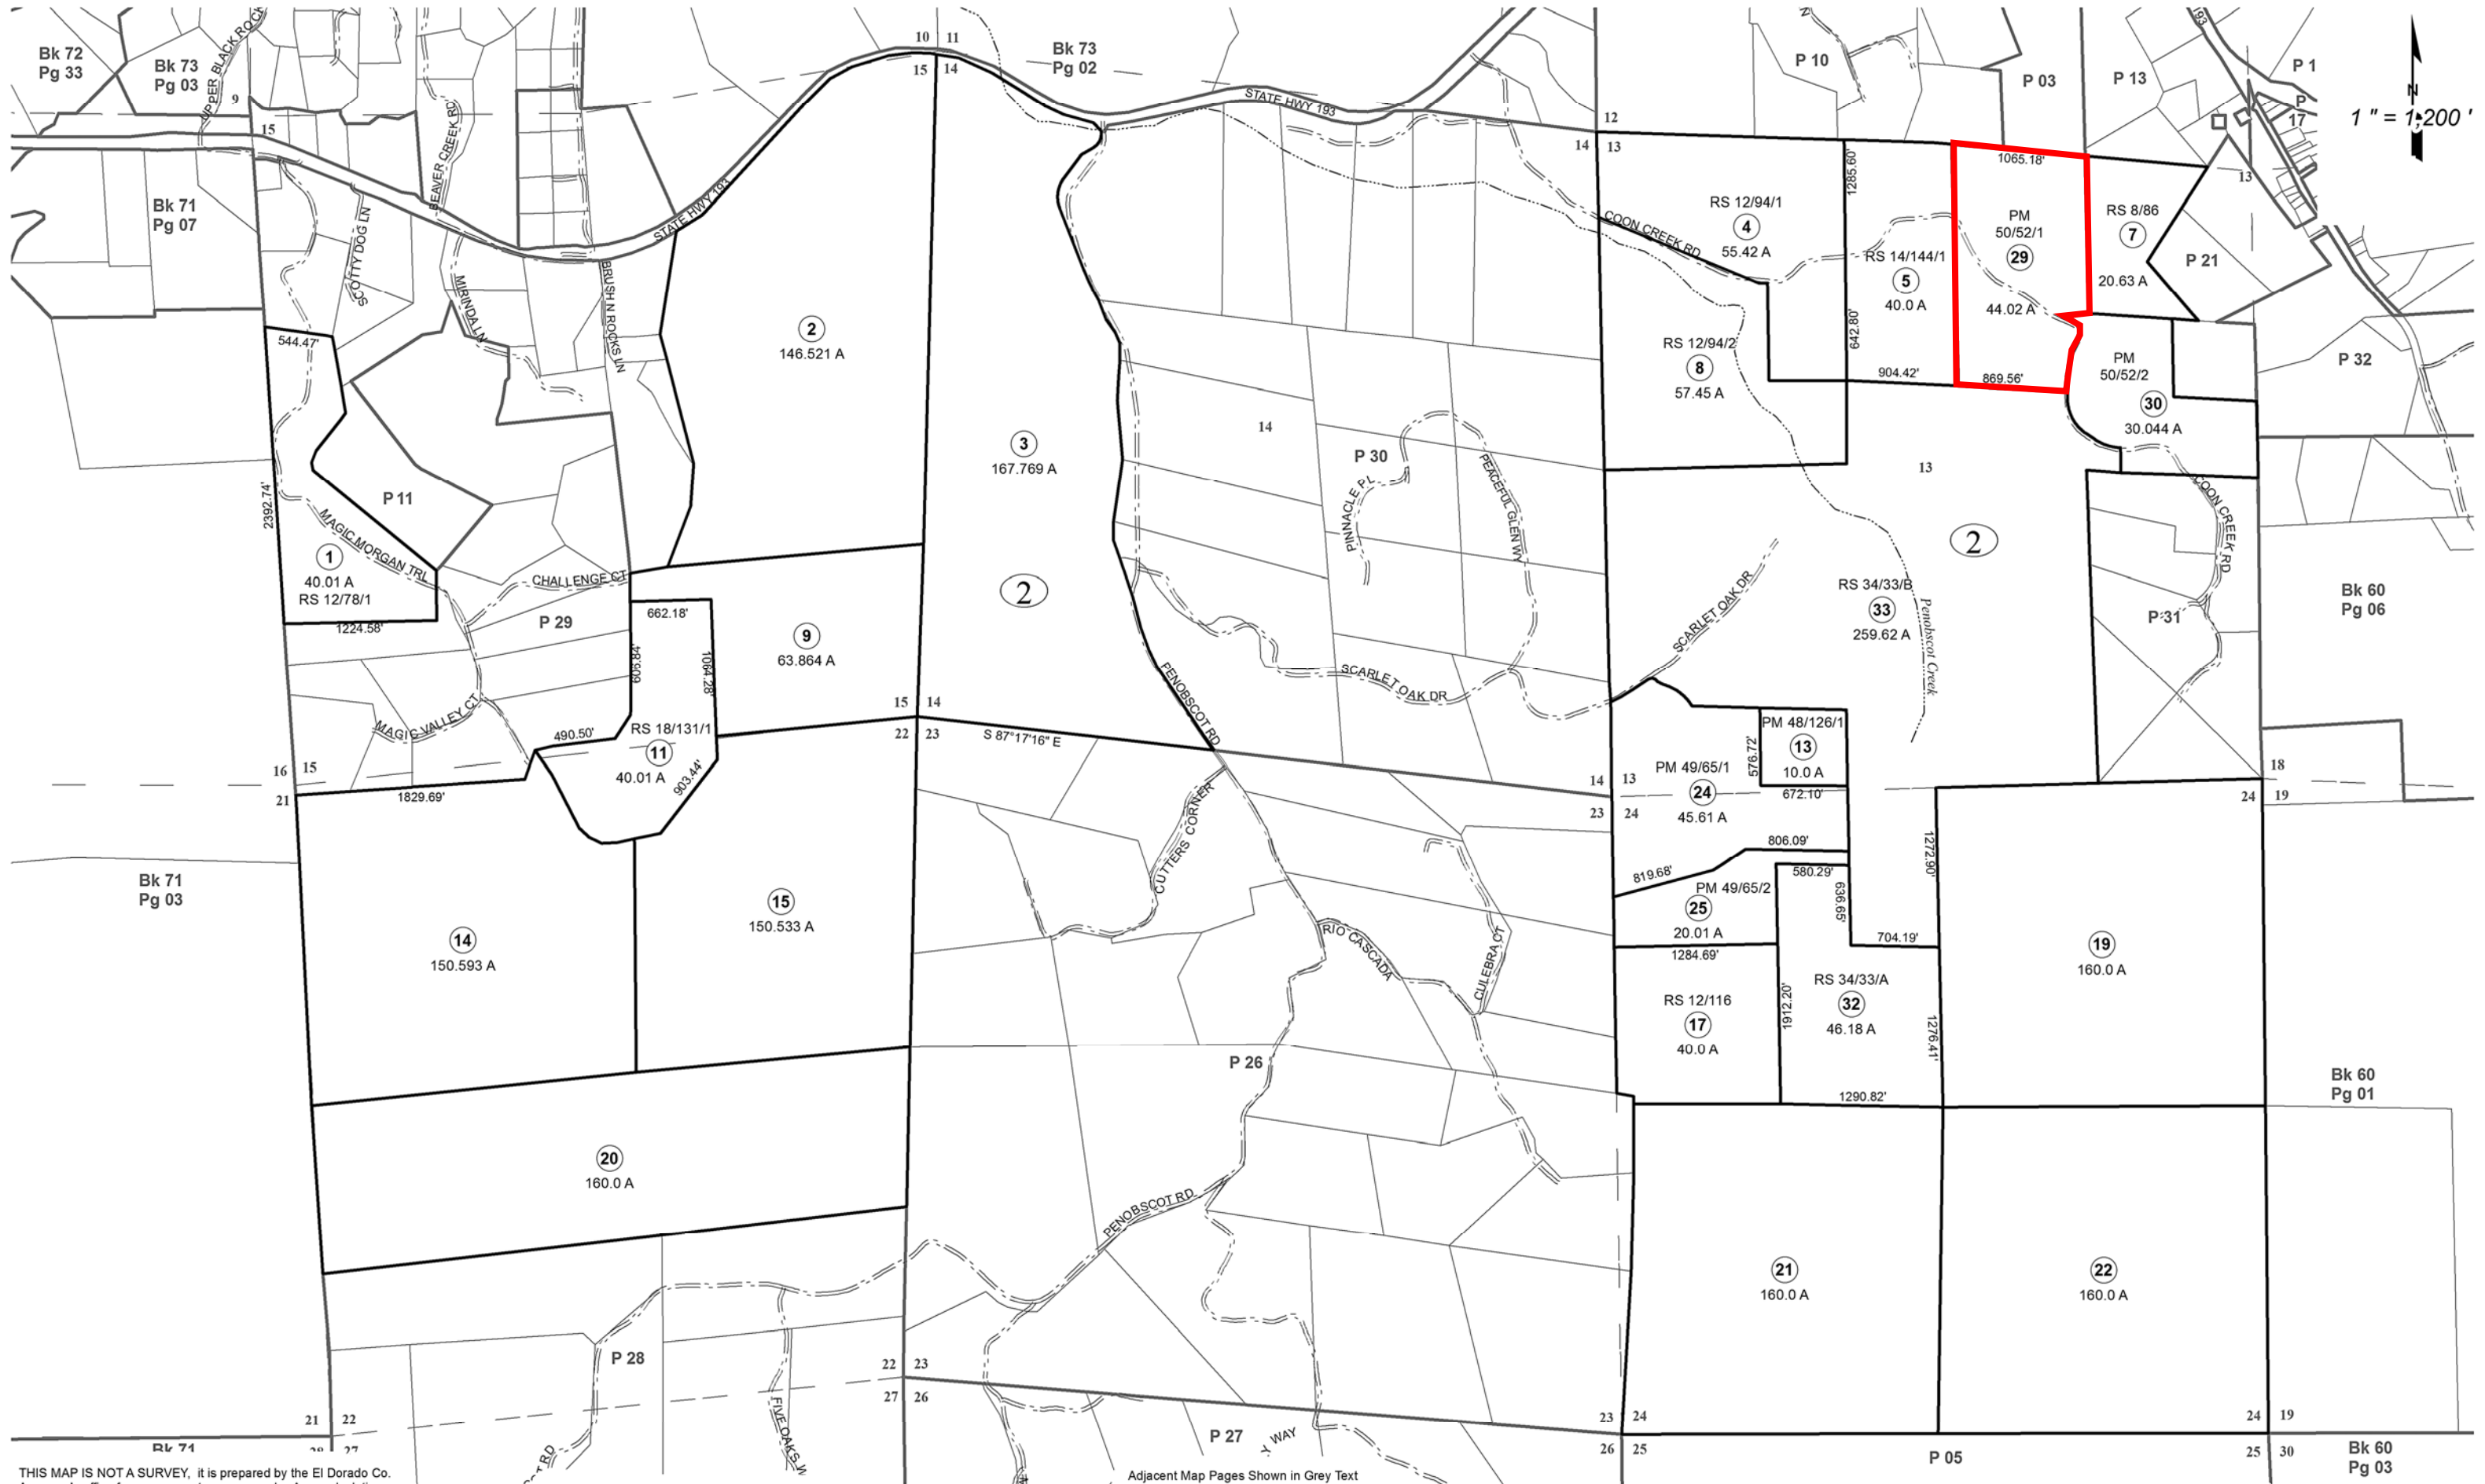 Bk 72
Pg 33
Bk 73
Pg 03
9
15
UPPER BLACK RO
BEAVER CREEK RD
10
11
15
14
Bk 73
Pg 02
STATE HWY 193
12
14
13
P 10
P 03
P 13
193
P 1
P
17
13
N
1 " = 1,200 '
Bk 71
Pg 07
SCOTTY DOG LN
MIRINDA LN
BRUSH N ROCKS LN
STATE HWY 193
COON CREEK RD
RS 12/94/1
4
55.42 A
1285.60'
RS 14/144/1
5
40.0 A
642.80'
904.42'
1065.18'
PM
50/52/1
29
44.02 A
869.56'
RS 8/86
7
20.63 A
P 21
544.47'
2
146.521 A
RS 12/94/2
8
57.45 A
PM
50/52/2
30
30.044 A
P 32
3
167.769 A
14
P 30
PINNACLE PL
PEACEFUL GLEN WY
13
COON CREEK RD
2392.74'
P 11
MAGIC MORGAN TRL
1
40.01 A
RS 12/78/1
1224.58'
CHALLENGE CT
P 29
662.18'
606.84'
1064.28'
9
63.864 A
2
2
SCARLET OAK DR
RS 34/33/B
33
259.62 A
Penobscot Creek
P 31
Bk 60
Pg 06
SCARLET OAK DR
PENOBSCOT RD
MAGIC VALLEY CT
490.50'
RS 18/131/1
11
40.01 A
903.44'
15
14
22
23
S 87°17'16" E
16
15
21
1829.69'
14
13
23
24
PM 49/65/1
24
45.61 A
576.72'
PM 48/126/1
13
10.0 A
672.10'
18
24
19
CUTTERS CORNER
806.09'
819.68'
580.29'
636.65'
1272.90'
PM 49/65/2
25
20.01 A
1284.69'
704.19'
Bk 71
Pg 03
14
150.593 A
15
150.533 A
RIO CASCADA
CULEBRA CT
RS 12/116
17
40.0 A
1912.20'
RS 34/33/A
32
46.18 A
1276.41'
1290.82'
19
160.0 A
P 26
Bk 60
Pg 01
20
160.0 A
PENOBSCOT RD
21
160.0 A
22
160.0 A
P 28
FIVE OAKS W
22
23
27
26
21
22
27
Bk 71
P 27
Y WAY
23
24
26
25
P 05
24
19
25
30
Bk 60
Pg 03
THIS MAP IS NOT A SURVEY, it is prepared by the El Dorado Co.
Adjacent Map Pages Shown in Grey Text